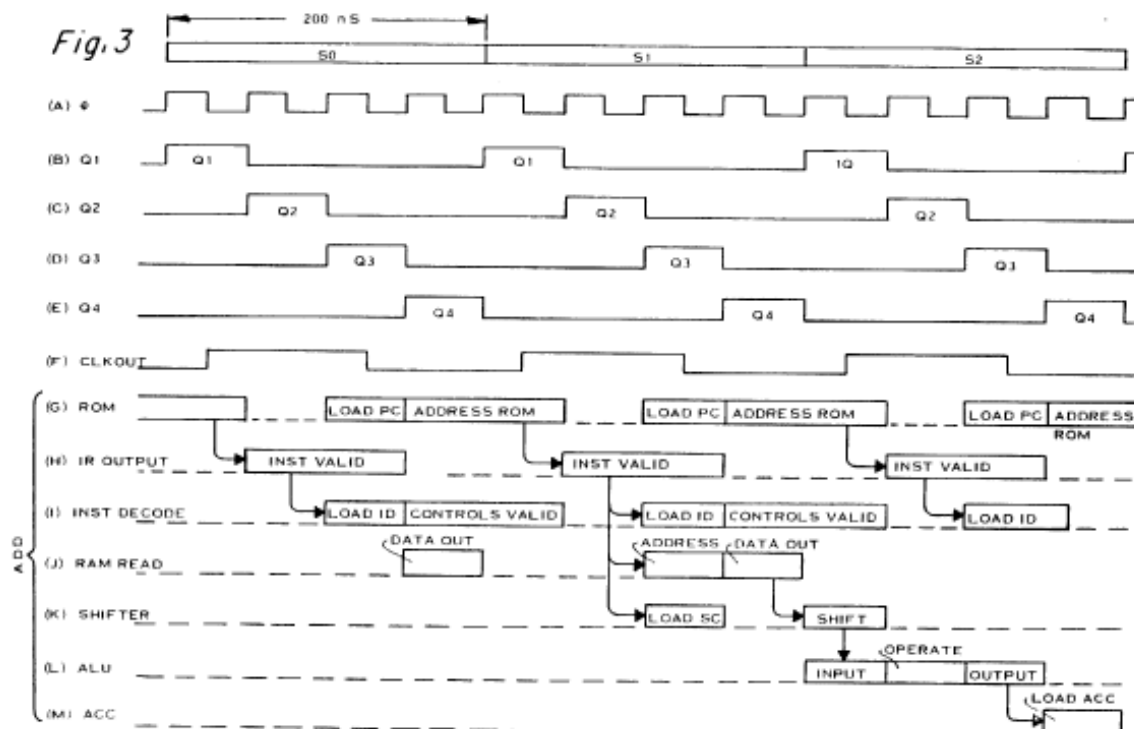 Fig. 3
200 nS
S0 S1 S2
(A) Φ
(B) Q1 Q1 Q1 1Q
(C) Q2 Q2 Q2 Q2
(D) Q3 Q3 Q3 Q3
(E) Q4 Q4 Q4 Q4
(F) CLKOUT
(G) ROM LOAD PC ADDRESS ROM LOAD PC ADDRESS ROM LOAD PC ADDRESS
ROM
(H) IR OUTPUT INST VALID INST VALID INST VALID
(I) INST DECODE LOAD ID CONTROLS VALID LOAD ID CONTROLS VALID LOAD ID
DATA OUT ADDRESS DATA OUT
ADD
(J) RAM READ
(K) SHIFTER LOAD SC SHIFT
OPERATE
(L) ALU INPUT OUTPUT
LOAD ACC
(M) ACC